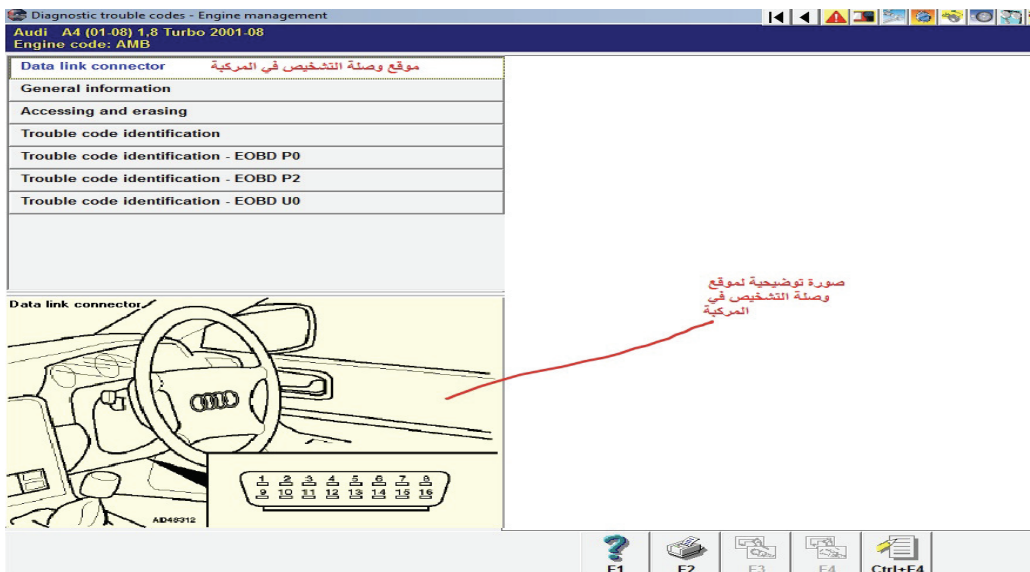 Diagnostic trouble codes - Engine management
Audi A4 (01-08) 1,8 Turbo 2001-08
Engine code: AMB
Data link connector موقع وصلة التشخيص في المركبة
General information
Accessing and erasing
Trouble code identification
Trouble code identification - EOBD P0
Trouble code identification - EOBD P2
Trouble code identification - EOBD U0
صورة توضيحية لموقع
وصلة التشخيص في
المركبة
Data link connector
1 2 3 4 5 6 7 8
9 10 11 12 13 14 15 16
AID46312
F1 F2 F3 F4 Ctrl+F4